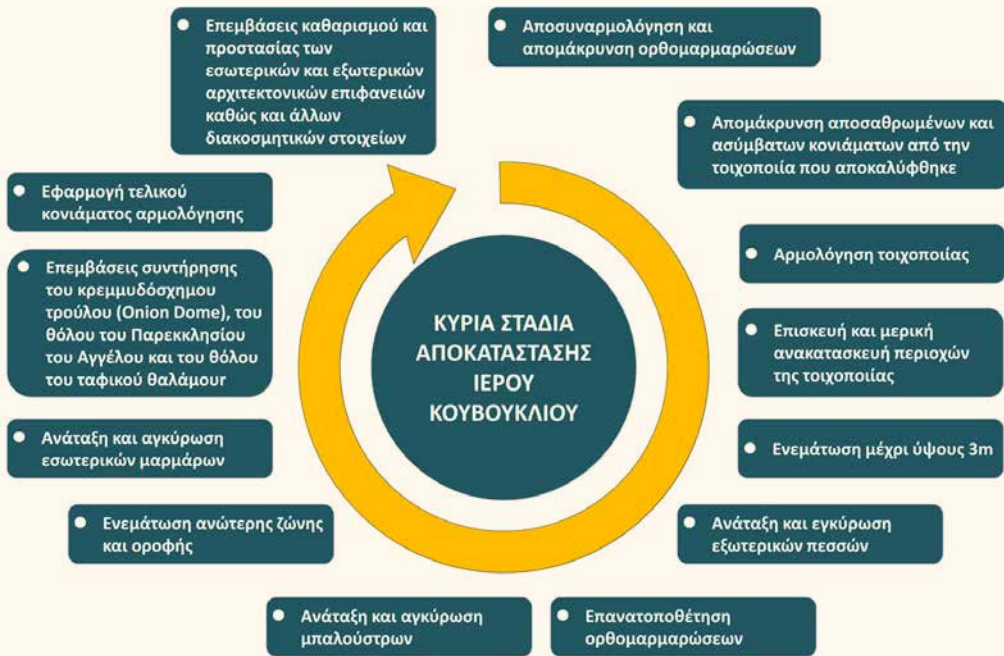 ΚΥΡΙΑ ΣΤΑΔΙΑ
ΑΠΟΚΑΤΑΣΤΑΣΗΣ
ΙΕΡΟΥ
ΚΟΥΒΟΥΚΛΙΟΥ
Αποσυναρμολόγηση και
απομάκρυνση ορθομαρμαρώσεων
Απομάκρυνση αποσαθρωμένων και
ασύμβατων κονιάματων από την
τοιχοποιία που αποκαλύφθηκε
Αρμολόγηση τοιχοποιίας
Επισκευή και μερική
ανακατασκευή περιοχών
της τοιχοποιίας
Ενεμάτωση μέχρι ύψους 3m
Ανάταξη και εγκύρωση
εξωτερικών πεσσών
Επανατοποθέτηση
ορθομαρμαρώσεων
Ανάταξη και αγκύρωση
μπαλούστρων
Ενεμάτωση ανώτερης ζώνης
και οροφής
Ανάταξη και αγκύρωση
εσωτερικών μαρμάρων
Επεμβάσεις συντήρησης
του κρεμμυδόσχημου
τρούλου (Onion Dome), του
θόλου του Παρεκκλησίου
του Αγγέλου και του θόλου
του ταφικού θαλάμουr
Εφαρμογή τελικού
κονιάματος αρμολόγησης
Επεμβάσεις καθαρισμού και
προστασίας των
εσωτερικών και εξωτερικών
αρχιτεκτονικών επιφανειών
καθώς και άλλων
διακοσμητικών στοιχείων